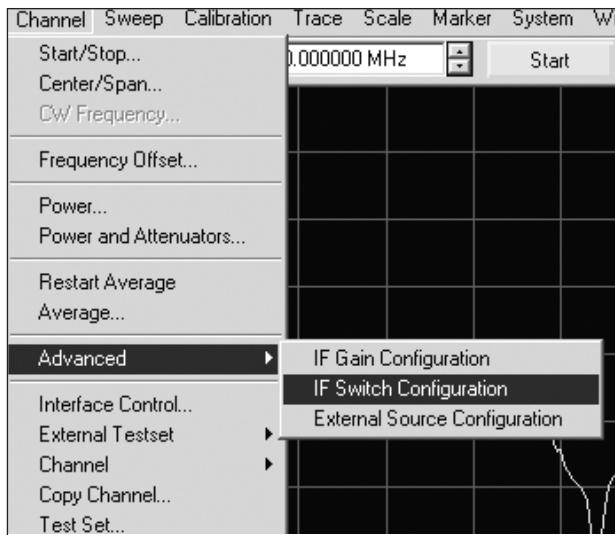 Channel Sweep Calibration Trace Scale Marker System
Start/Stop...
0.000000 MHz
Start
Center/Span...
CW Frequency...
Frequency Offset...
Power...
Power and Attenuators...
Restart Average
Average...
Advanced
IF Gain Configuration
IF Switch Configuration
External Source Configuration
Interface Control...
External Testset
Channel
Copy Channel...
Test Set...